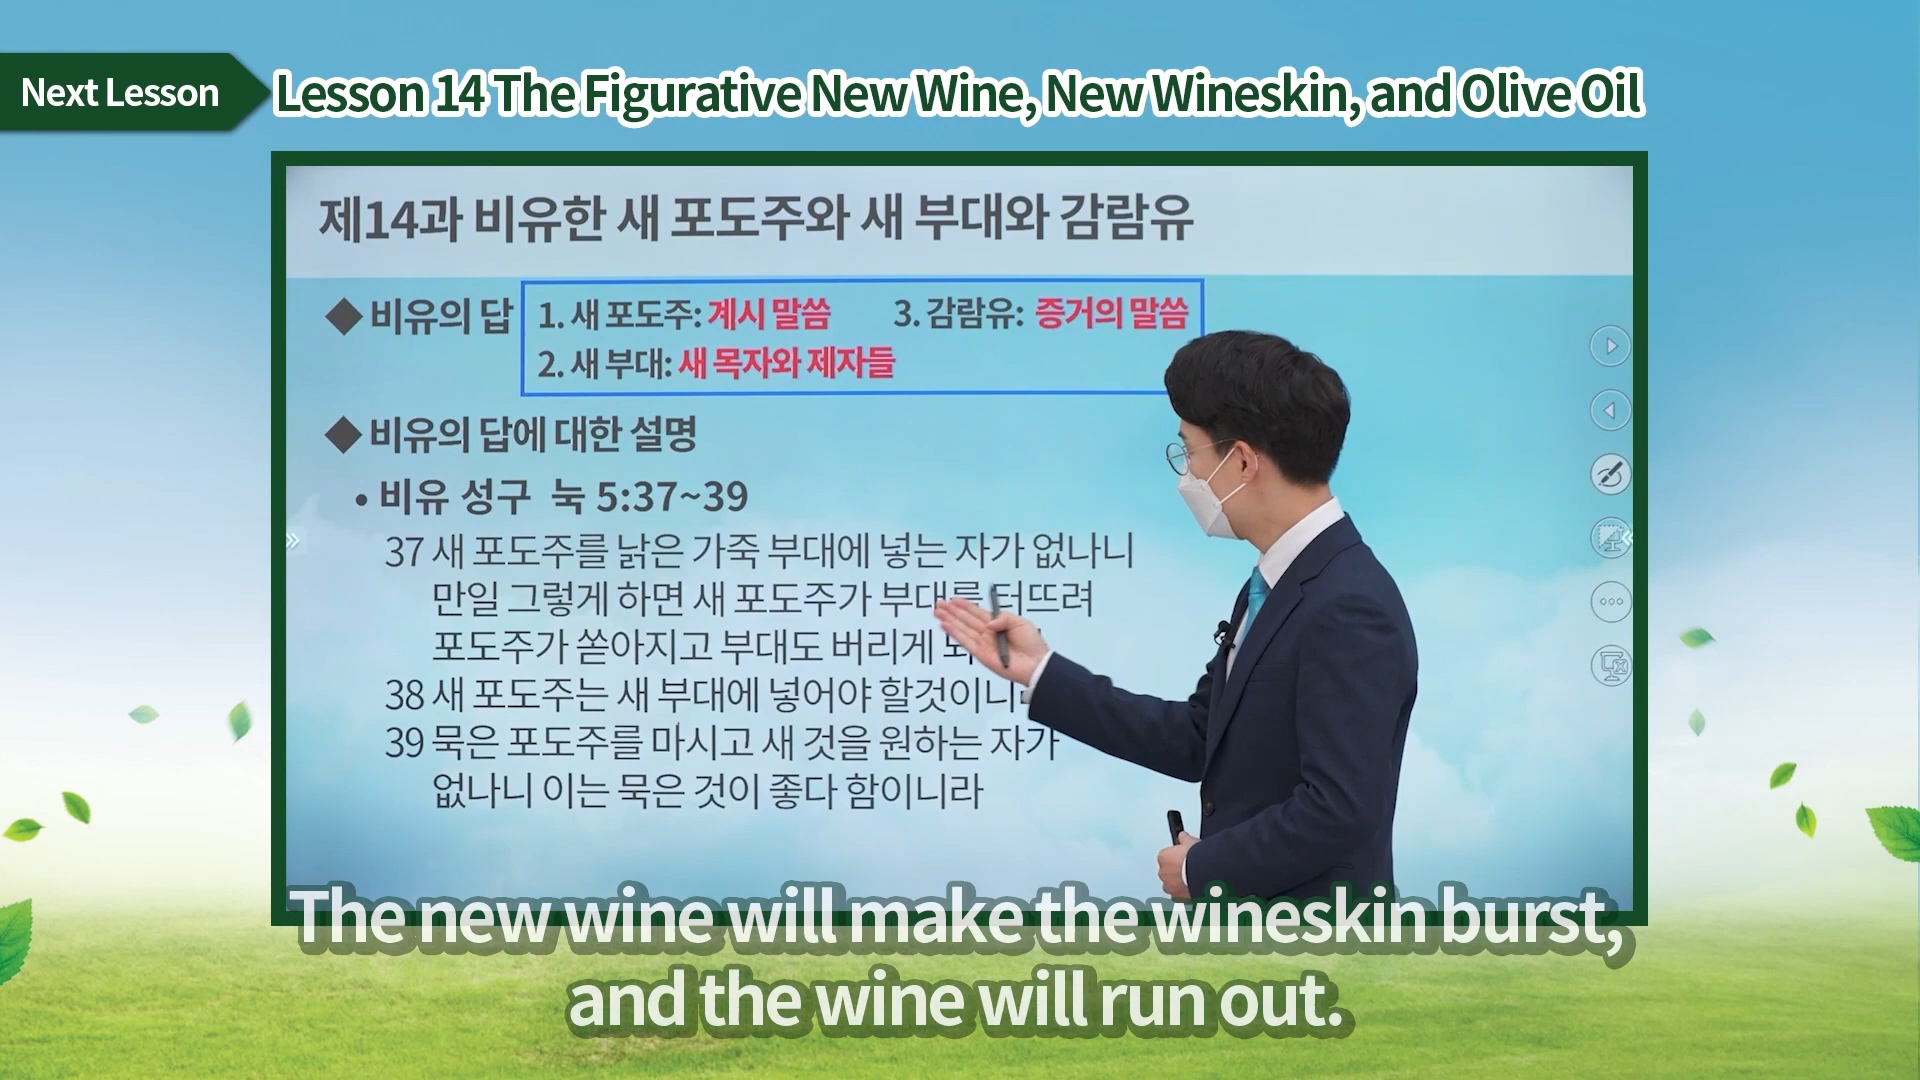 Next Lesson
Lesson 14 The Figurative New Wine, New Wineskin, and Olive Oil
제14과 비유한 새 포도주와 새 부대와 감람유
◆ 비유의 답
1. 새 포도주: 계시 말씀 3. 감람유: 증거의 말씀
2. 새 부대: 새 목자와 제자들
◆ 비유의 답에 대한 설명
• 비유 성구 눅 5:37~39
37 새 포도주를 낡은 가죽 부대에 넣는 자가 없나니
만일 그렇게 하면 새 포도주가 부대를 터뜨려
포도주가 쏟아지고 부대도 버리게
38 새 포도주는 새 부대에 넣어야
39 묵은 포도주를 마시고 새 것을 원하는 자가
없나니 이는 묵은 것이 좋다 함이니라
The new wine will make the wineskin burst,
and the wine will run out.